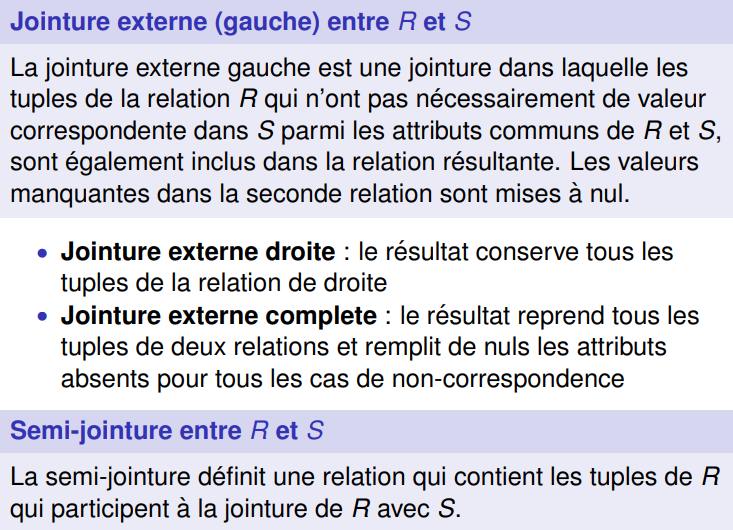 Jointure externe (gauche) entre R et S
La jointure externe gauche est une jointure dans laquelle les
tuples de la relation R qui n'ont pas nécessairement de valeur
correspondente dans S parmi les attributs communs de R et S,
sont également inclus dans la relation résultante. Les valeurs
manquantes dans la seconde relation sont mises à nul.
• Jointure externe droite : le résultat conserve tous les
tuples de la relation de droite
• Jointure externe complete : le résultat reprend tous les
tuples de deux relations et remplit de nuls les attributs
absents pour tous les cas de non-correspondence
Semi-jointure entre R et S
La semi-jointure définit une relation qui contient les tuples de R
qui participent à la jointure de R avec S.